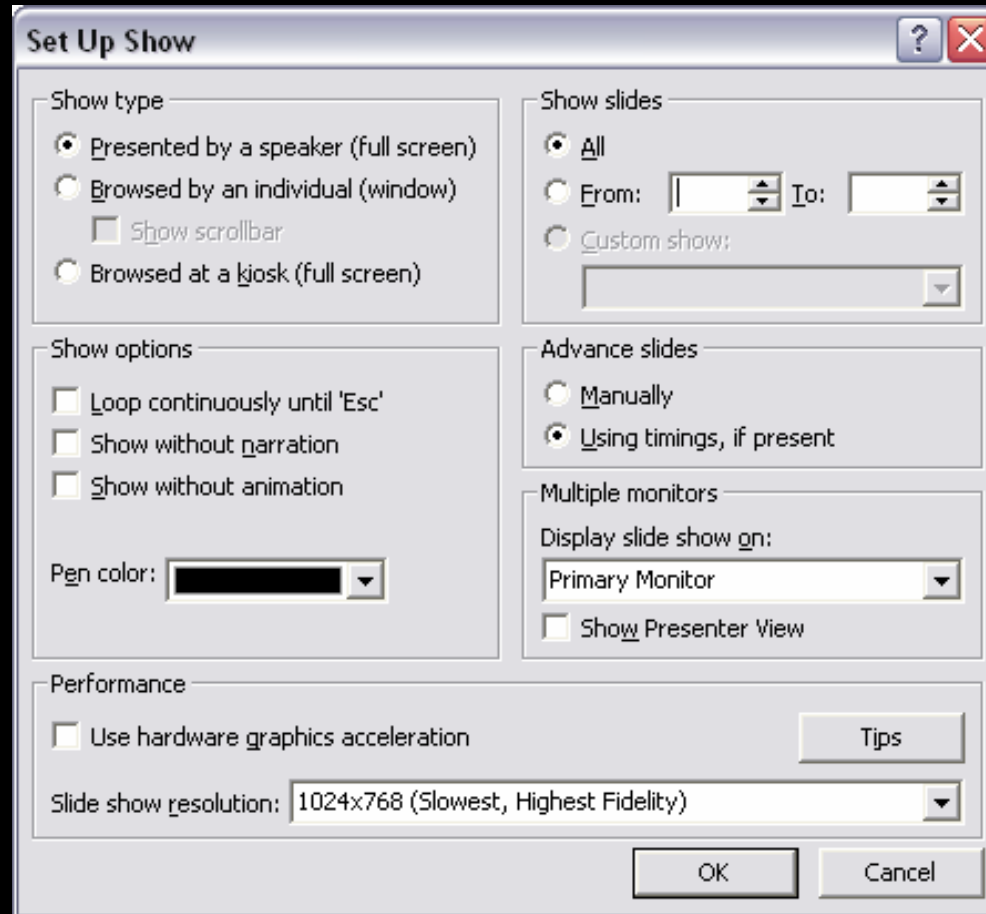 Set Up Show
Show type
Presented by a speaker (full screen)
Browsed by an individual (window)
Show scrollbar
Browsed at a kiosk (full screen)
Show slides
All
From: To:
Custom show:
Show options
Loop continuously until 'Esc'
Show without narration
Show without animation
Pen color:
Advance slides
Manually
Using timings, if present
Multiple monitors
Display slide show on:
Primary Monitor
Show Presenter View
Performance
Use hardware graphics acceleration
Tips
Slide show resolution: 1024x768 (Slowest, Highest Fidelity)
OK Cancel